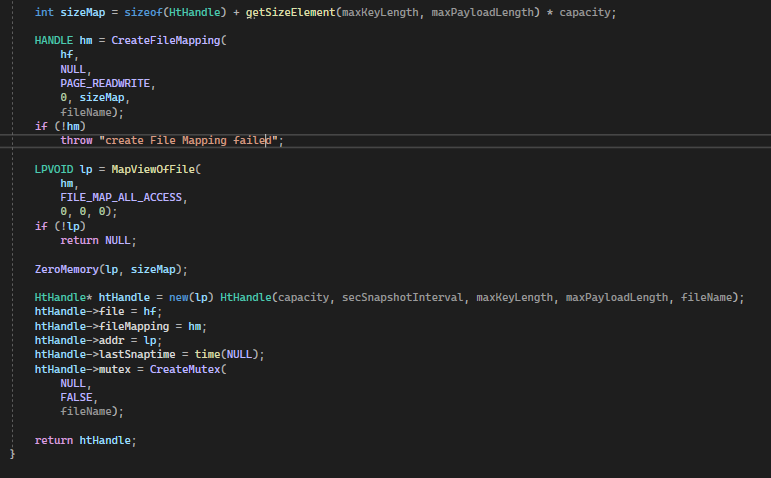 int sizeMap = sizeof(HtHandle) + getSizeElement(maxKeyLength, maxPayloadLength) * capacity;
HANDLE hm = CreateFileMapping(
hf,
NULL,
PAGE_READWRITE,
0, sizeMap,
fileName);
if (!hm)
throw "create File Mapping failed";
LPVOID lp = MapViewOfFile(
hm,
FILE_MAP_ALL_ACCESS,
0, 0, 0);
if (!lp)
return NULL;
ZeroMemory(lp, sizeMap);
HtHandle* htHandle = new(lp) HtHandle(capacity, secSnapshotInterval, maxKeyLength, maxPayloadLength, fileName);
htHandle->file = hf;
htHandle->fileMapping = hm;
htHandle->addr = lp;
htHandle->lastSnaptime = time(NULL);
htHandle->mutex = CreateMutex(
NULL,
FALSE,
fileName);
return htHandle;
}